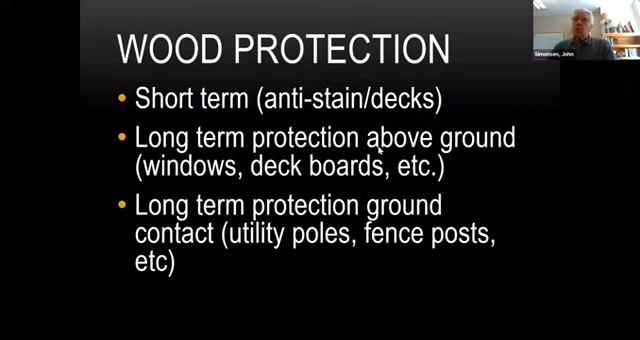 WOOD PROTECTION
• Short term (anti-stain/decks)
• Long term protection above ground
(windows, deck boards, etc.)
• Long term protection ground
contact (utility poles, fence posts,
etc)
Simonsen, John